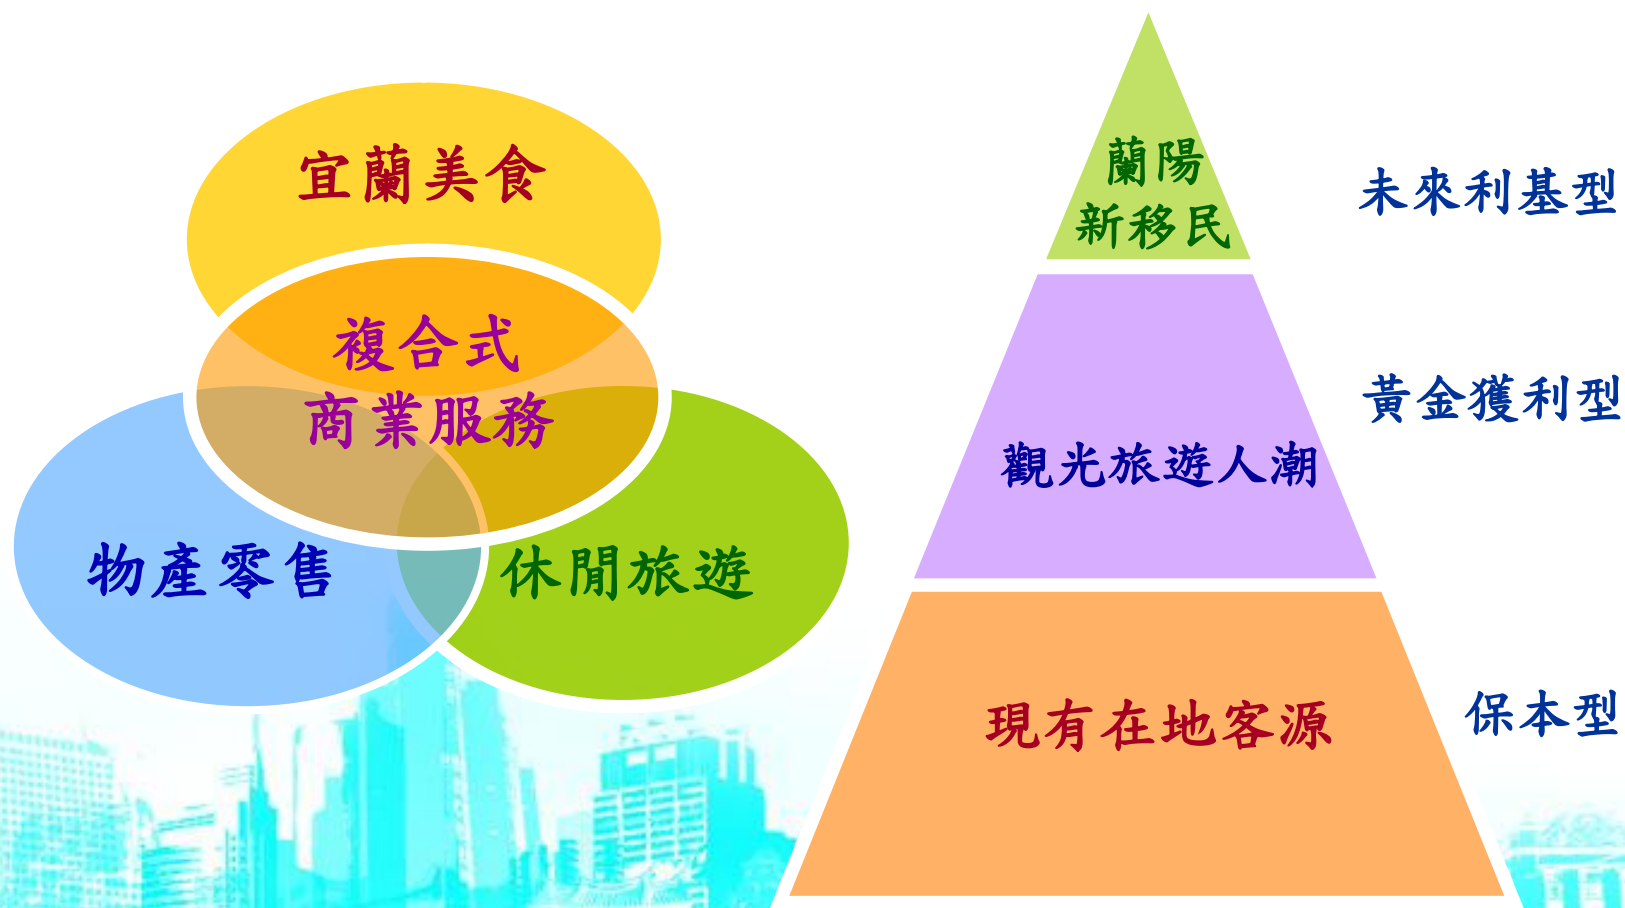 宜蘭美食
複合式
商業服務
物產零售
休閒旅遊
蘭陽
新移民
未來利基型
觀光旅遊人潮
黃金獲利型
現有在地客源
保本型